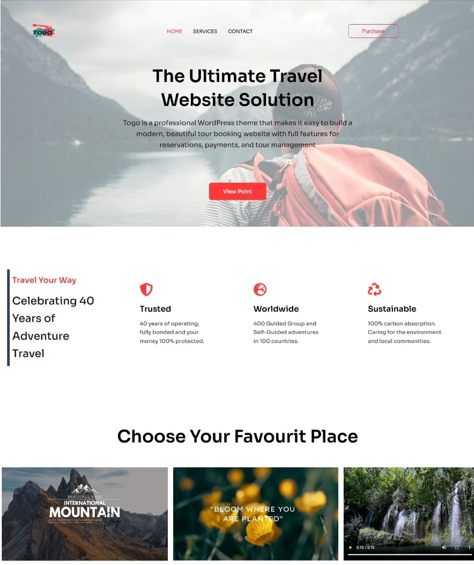 TOGO
HOME SERVICES CONTACT
Purchase
The Ultimate Travel
Website Solution
Togo is a professional WordPress theme that makes it easy to build a
modern, beautiful tour booking website with full features for
reservations, payments, and tour management
View Point
Travel Your Way
Celebrating 40
Years of
Adventure
Travel
Trusted
40 years of operating;
fully bonded and your
money 100% protected.
Worldwide
400 Guided Group and
Self-Guided adventures
in 100 countries.
Sustainable
100% carbon absorption.
Caring for the environment
and local communities.
Choose Your Favourit Place
INTERNATIONAL
MOUNTAIN
"BLOOM WHERE YOU
ARE PLANTED"
0:10 / 0:10